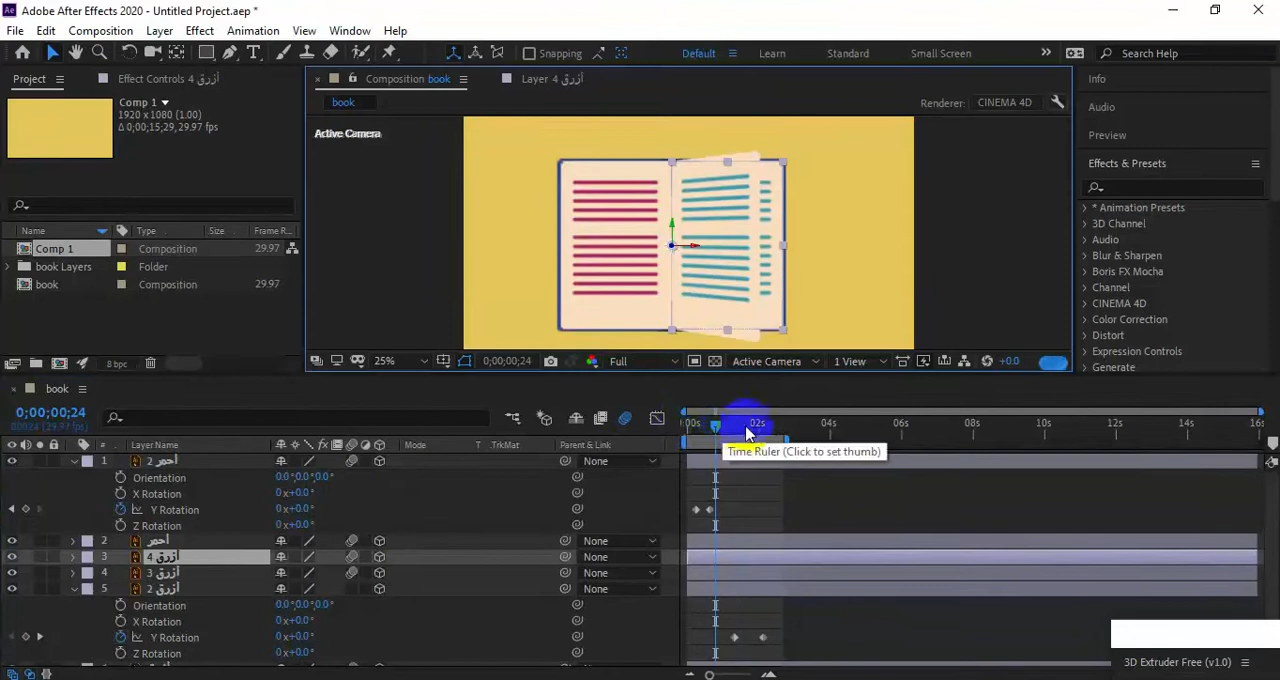 Adobe After Effects 2020 - Untitled Project.aep *
File Edit Composition Layer Effect Animation View Window Help
Snapping Default Learn Standard Small Screen Search Help
Project Effect Controls أزرق 4 Composition book Layer أزرق 4 Info
Comp 1
1920 x 1080 (1.00)
Δ 0;00;15;29, 29.97 fps
book Renderer: CINEMA 4D
Active Camera
Audio
Preview
Effects & Presets
Name Type Size Frame R...
Comp 1 Composition 29.97
book Layers Folder
book Composition 29.97
* Animation Presets
3D Channel
Audio
Blur & Sharpen
Boris FX Mocha
Channel
CINEMA 4D
Color Correction
Distort
Expression Controls
Generate
8 bpc 25% 0;00;00;24 Full Active Camera 1 View +0.0
book
0;00;00;24
00024 (29.97 fps)
:00s 02s 04s 06s 08s 10s 12s 14s 16s
# Layer Name Mode T TrkMat Parent & Link
Time Ruler (Click to set thumb)
1 أحمر 2 None
Orientation 0.0°,0.0°,0.0°
X Rotation 0x+0.0°
Y Rotation 0x+0.0°
Z Rotation 0x+0.0°
2 أحمر None
3 أزرق 4 None
4 أزرق 3 None
5 أزرق 2 None
Orientation 0.0°,0.0°,0.0°
X Rotation 0x+0.0°
Y Rotation 0x+0.0°
Z Rotation 0x+0.0°
3D Extruder Free (v1.0)